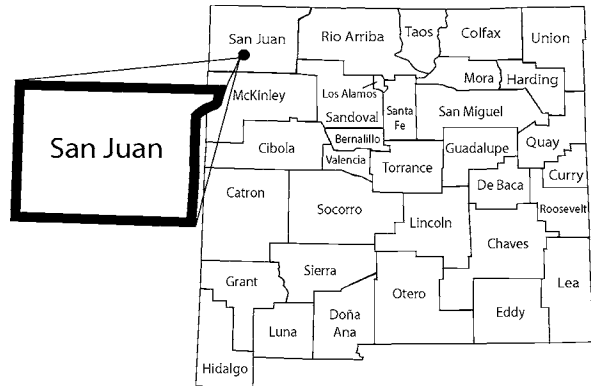 San Juan
Rio Arriba
Taos
Colfax
Union
Mora
Harding
McKinley
Los Alamos
Sandoval
Santa
Fe
San Miguel
San Juan
Bernalillo
Cibola
Valencia
Torrance
Guadalupe
Quay
Curry
De Baca
Roosevelt
Catron
Socorro
Lincoln
Chaves
Grant
Sierra
Otero
Eddy
Lea
Luna
Doña
Ana
Hidalgo